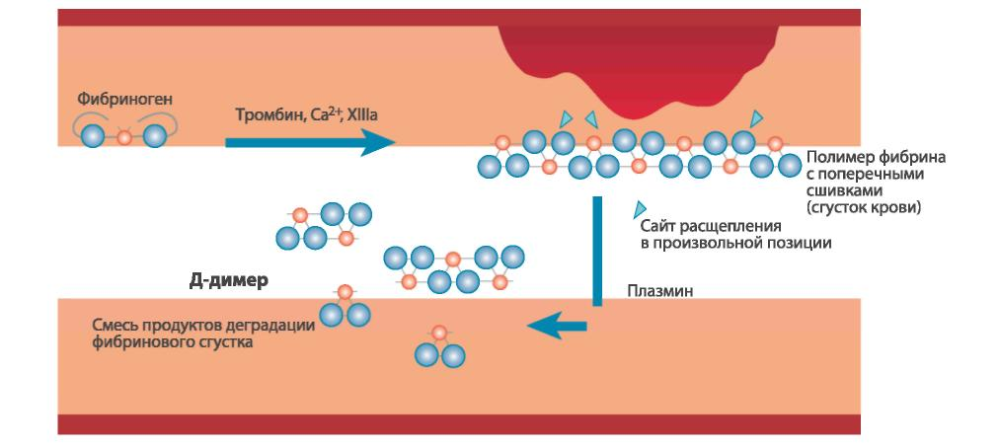 Фибриноген
Тромбин, Ca²⁺, XIIIa
Полимер фибрина
с поперечными
сшивками
(сгусток крови)
Сайт расщепления
в произвольной позиции
Д-димер
Плазмин
Смесь продуктов деградации
фибринового сгустка